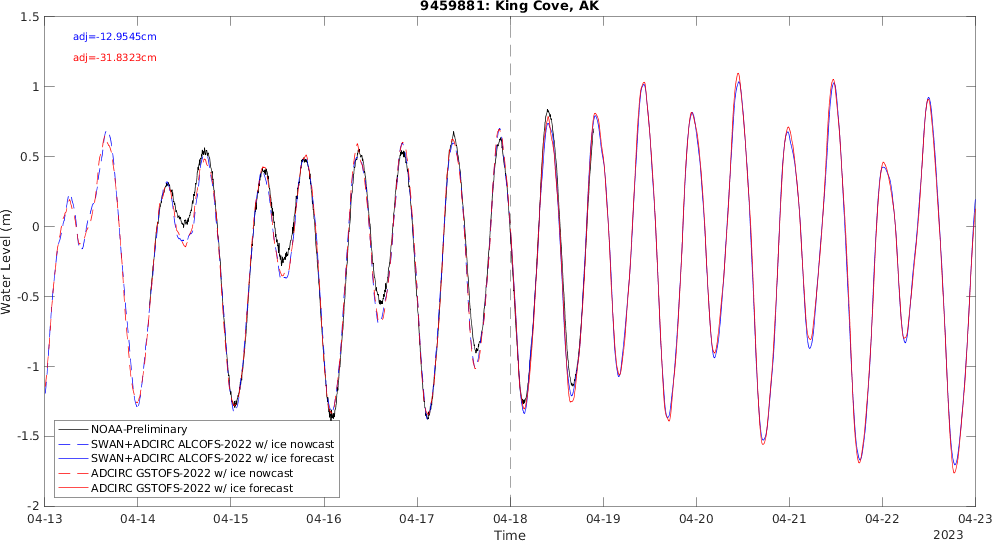 9459881: King Cove, AK
adj=-12.9545cm
adj=-31.8323cm
Water Level (m)
1.5
1
0.5
0
-0.5
-1
-1.5
-2
NOAA-Preliminary
SWAN+ADCIRC ALCOFS-2022 w/ ice nowcast
SWAN+ADCIRC ALCOFS-2022 w/ ice forecast
ADCIRC GSTOFS-2022 w/ ice nowcast
ADCIRC GSTOFS-2022 w/ ice forecast
04-13 04-14 04-15 04-16 04-17 04-18 04-19 04-20 04-21 04-22 04-23
Time
2023